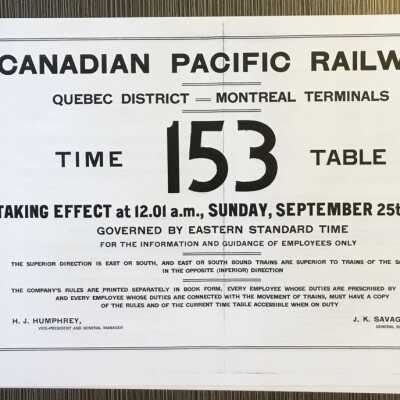 CANADIAN PACIFIC RAILW
QUEBEC DISTRICT — MONTREAL TERMINALS
TIME 153 TABLE
TAKING EFFECT at 12.01 a.m., SUNDAY, SEPTEMBER 25t
GOVERNED BY EASTERN STANDARD TIME
FOR THE INFORMATION AND GUIDANCE OF EMPLOYEES ONLY
THE SUPERIOR DIRECTION IS EAST OR SOUTH, AND EAST OR SOUTH BOUND TRAINS ARE SUPERIOR TO TRAINS OF THE SA
IN THE OPPOSITE (INFERIOR) DIRECTION
THE COMPANY'S RULES ARE PRINTED SEPARATELY IN BOOK FORM. EVERY EMPLOYEE WHOSE DUTIES ARE PRESCRIBED BY
AND EVERY EMPLOYEE WHOSE DUTIES ARE CONNECTED WITH THE MOVEMENT OF TRAINS, MUST HAVE A COPY
OF THE RULES AND OF THE CURRENT TIME TABLE ACCESSIBLE WHEN ON DUTY
H. J. HUMPHREY, J. K. SAVAG
VICE-PRESIDENT AND GENERAL MANAGER GENERAL